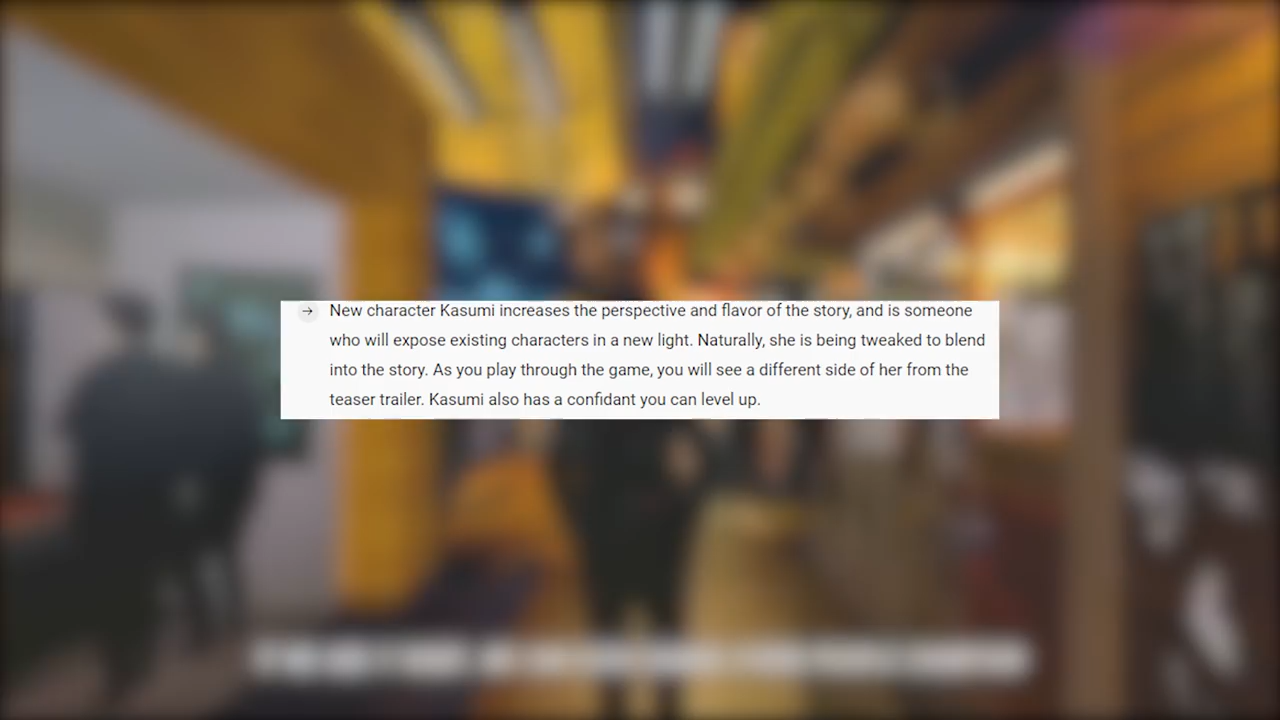 → New character Kasumi increases the perspective and flavor of the story, and is someone
who will expose existing characters in a new light. Naturally, she is being tweaked to blend
into the story. As you play through the game, you will see a different side of her from the
teaser trailer. Kasumi also has a confidant you can level up.